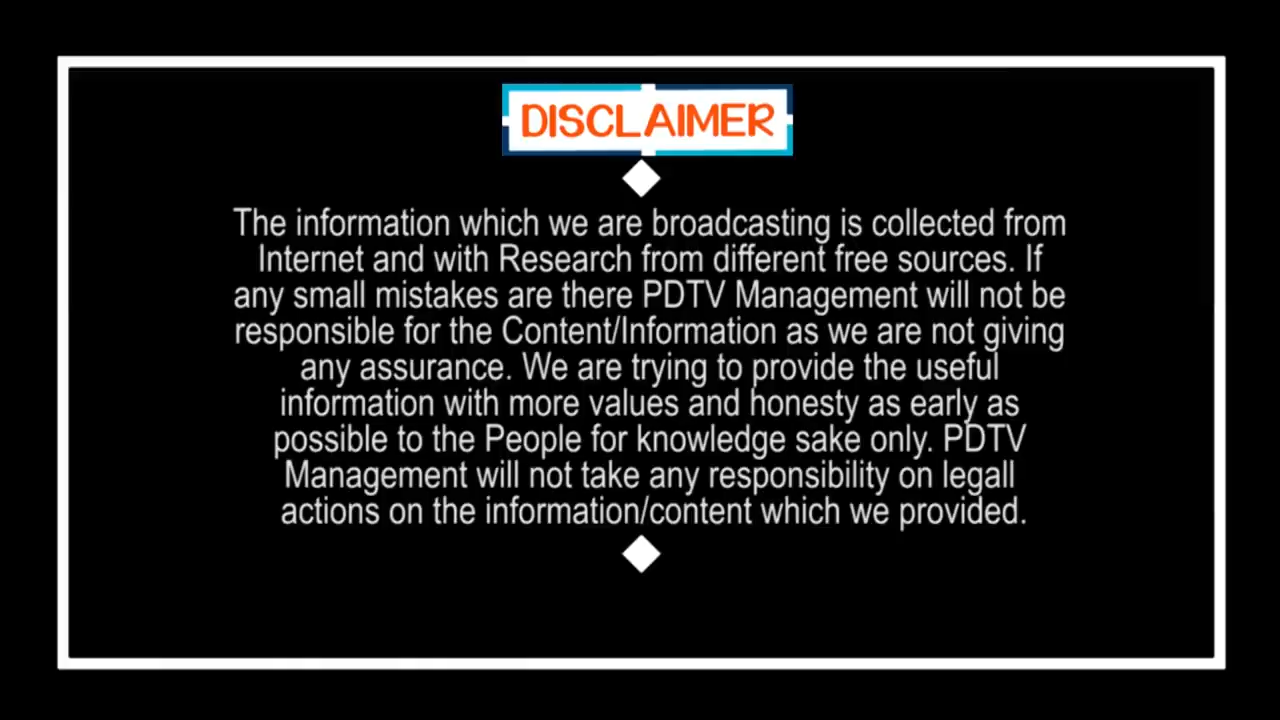 DISCLAIMER
The information which we are broadcasting is collected from
Internet and with Research from different free sources. If
any small mistakes are there PDTV Management will not be
responsible for the Content/Information as we are not giving
any assurance. We are trying to provide the useful
information with more values and honesty as early as
possible to the People for knowledge sake only. PDTV
Management will not take any responsibility on legall
actions on the information/content which we provided.